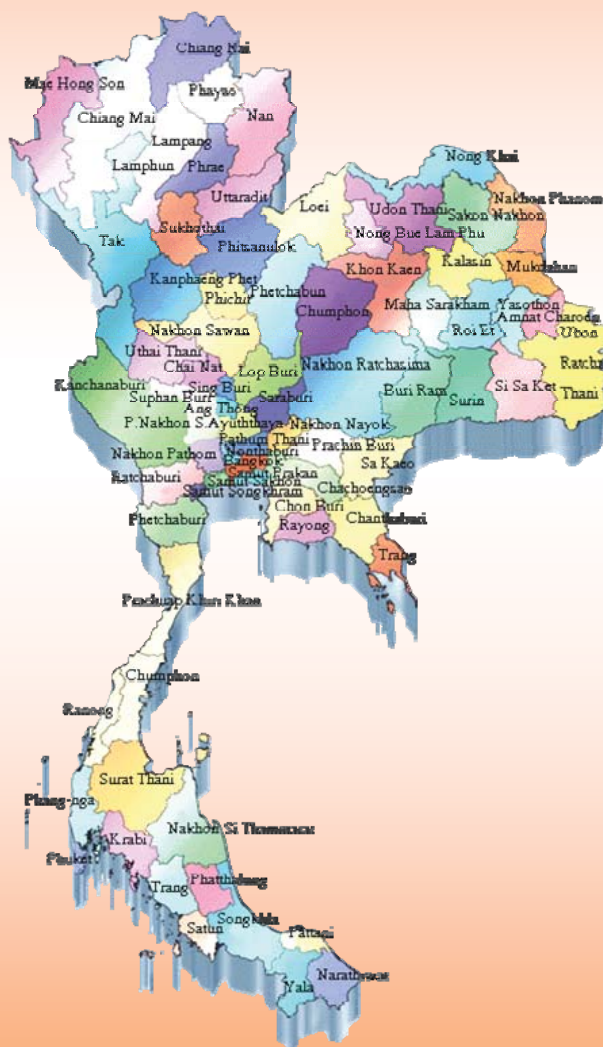 Chiang Rai
Mae Hong Son
Phayao
Chiang Mai
Nan
Lampang
Lamphun
Phrae
Uttaradit
Nong Khai
Loei
Udon Thani
Nakhon Phanom
Sakon Nakhon
Sukhothai
Tak
Phitsanulok
Nong Bue Lam Phu
Khon Kaen
Kalasin
Mukdahan
Kanphaeng Phet
Phichit
Phetchabun
Chumphon
Maha Sarakham
Yasothon
Amnat Charoen
Roi Et
Ubon
Ratcha
Thani
Nakhon Sawan
Uthai Thani
Chai Nat
Lop Buri
Nakhon Ratchasima
Kanchanaburi
Sing Buri
Suphan Buri
Saraburi
Buri Ram
Surin
Si Sa Ket
Ang Thong
P.Nakhon S.Ayuththaya
Nakhon Nayok
Pathum Thani
Prachin Buri
Nakhon Pathom
Nonthaburi
Bangkok
Sa Kaeo
Ratchaburi
Samut Prakan
Samut Sakhon
Samut Songkhram
Chachoengsao
Chon Buri
Phetchaburi
Rayong
Chanthaburi
Trang
Prachuap Khiri Khan
Chumphon
Ranong
Surat Thani
Phang-nga
Nakhon Si Thammarat
Krabi
Phuket
Trang
Phatthalung
Songkhla
Satun
Pattani
Narathiwat
Yala